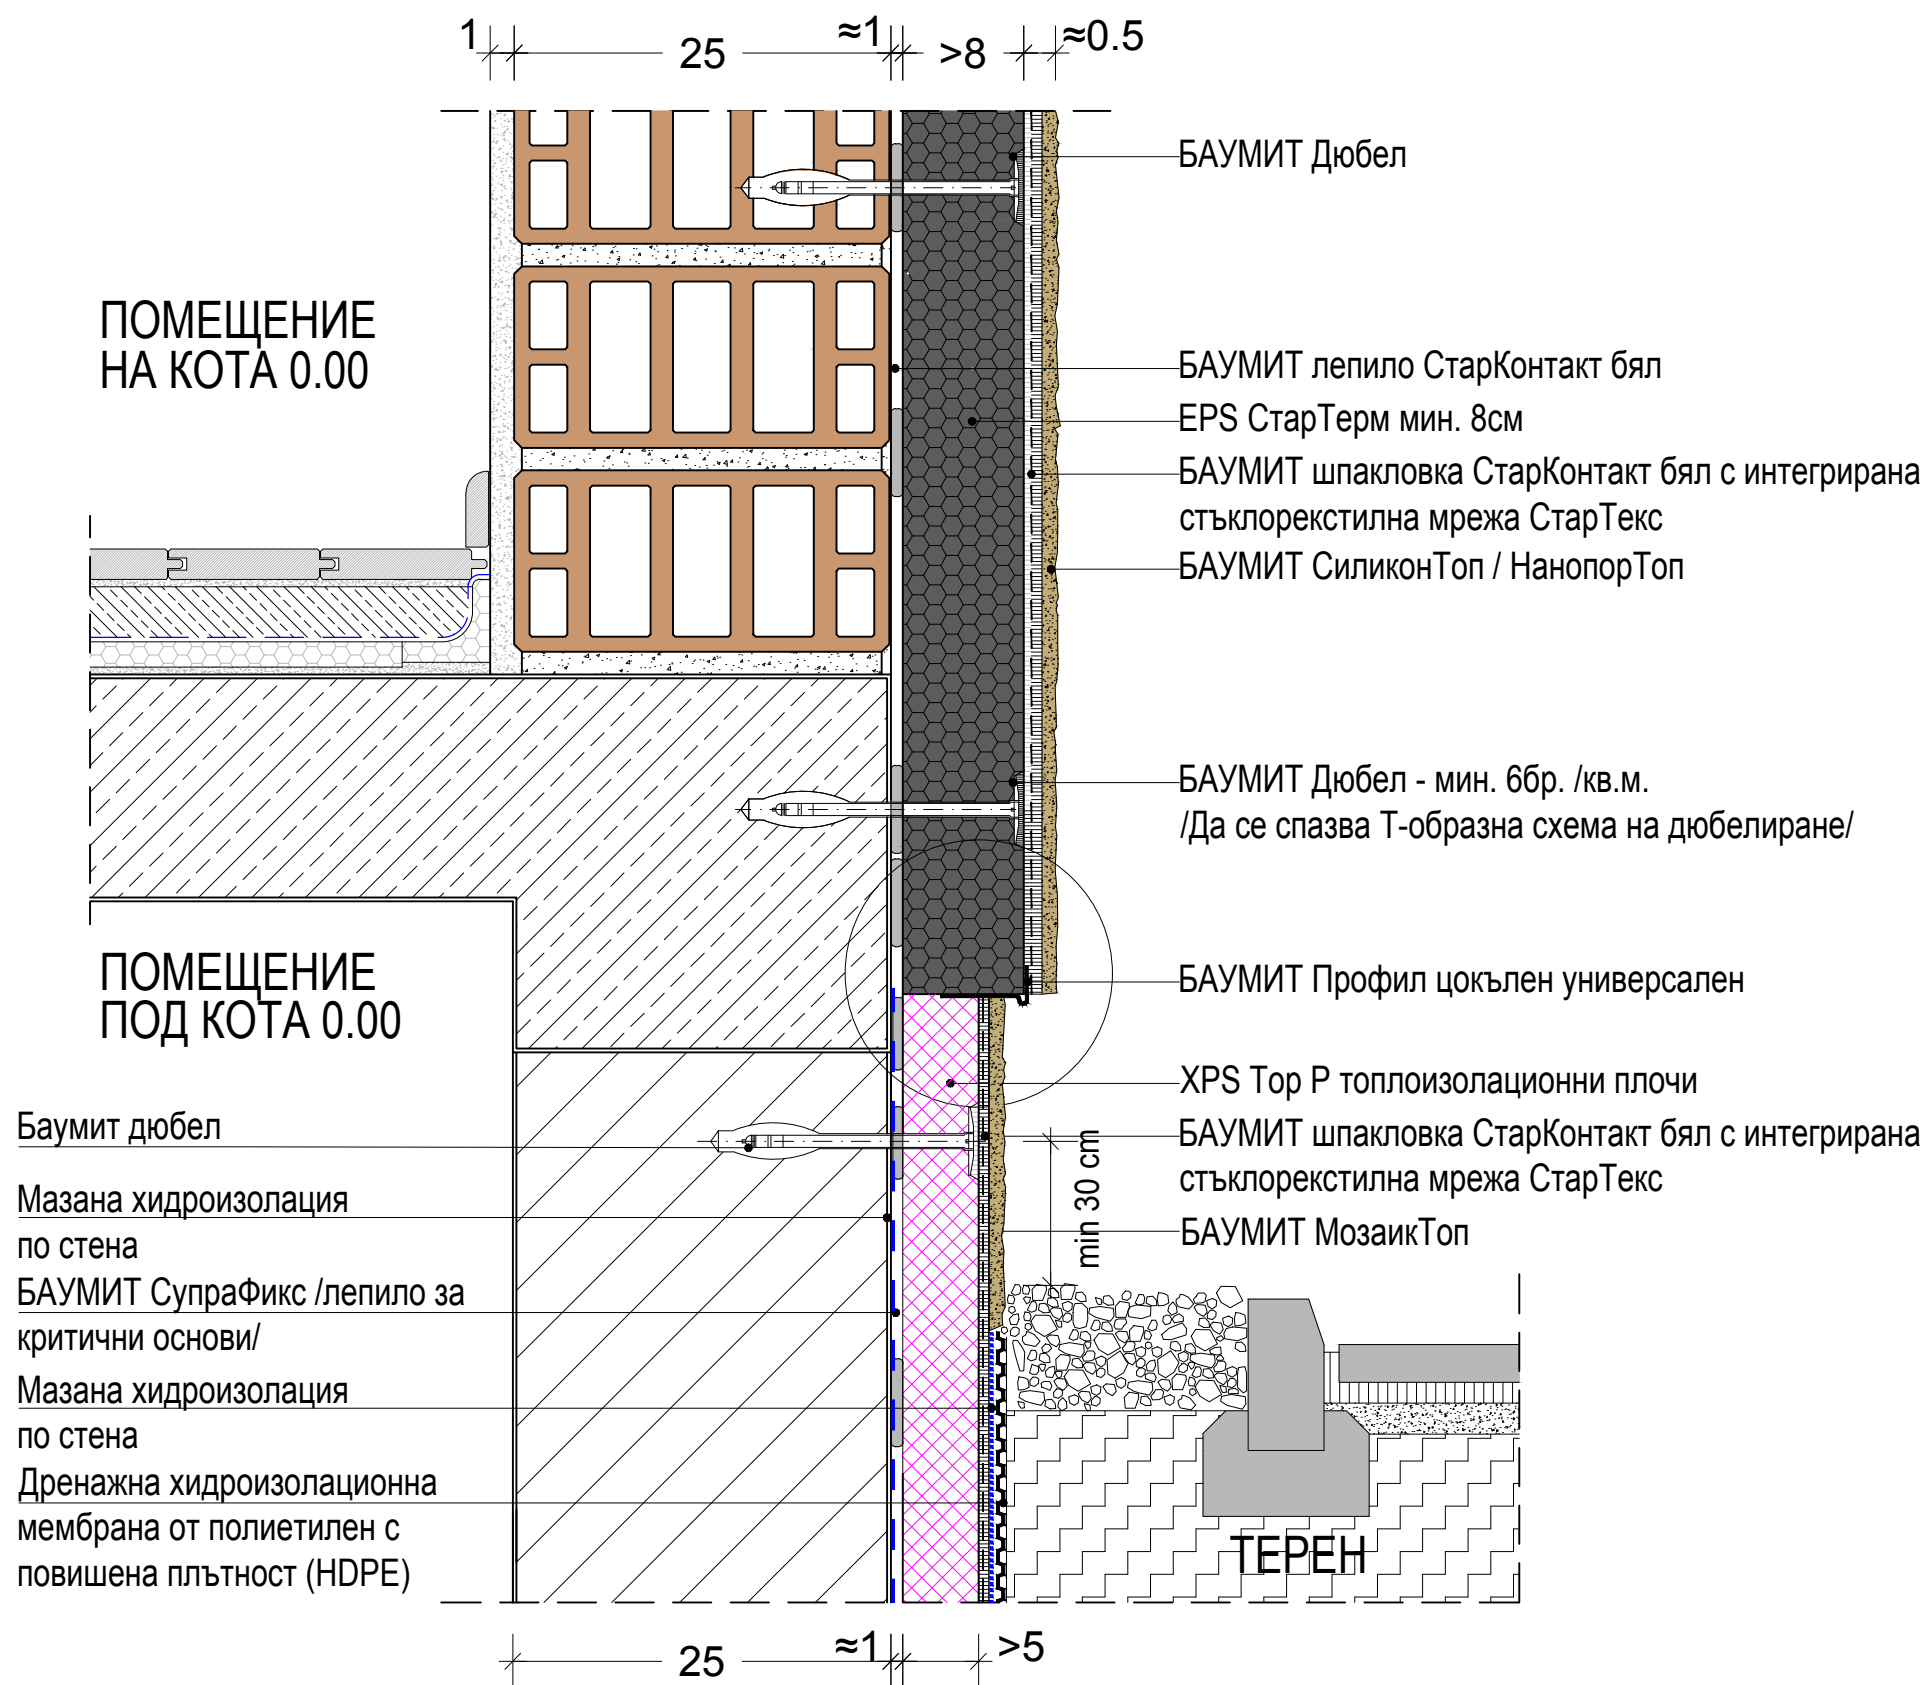 1
25
≈1
>8
≈0.5
БАУМИТ Дюбел
ПОМЕЩЕНИЕ
НА КОТА 0.00
БАУМИТ лепило СтарКонтакт бял
EPS СтарТерм мин. 8см
БАУМИТ шпакловка СтарКонтакт бял с интегрирана
стъклорекстилна мрежа СтарТекс
БАУМИТ СиликонТоп / НанопорТоп
БАУМИТ Дюбел - мин. 6бр. /кв.м.
/Да се спазва Т-образна схема на дюбелиране/
ПОМЕЩЕНИЕ
ПОД КОТА 0.00
БАУМИТ Профил цокълен универсален
XPS Top P топлоизолационни плочи
БАУМИТ шпакловка СтарКонтакт бял с интегрирана
стъклорекстилна мрежа СтарТекс
БАУМИТ МозаикТоп
min 30 cm
Баумит дюбел
Мазана хидроизолация
по стена
БАУМИТ СупраФикс /лепило за
критични основи/
Мазана хидроизолация
по стена
Дренажна хидроизолационна
мембрана от полиетилен с
повишена плътност (HDPE)
ТЕРЕН
25
≈1
>5